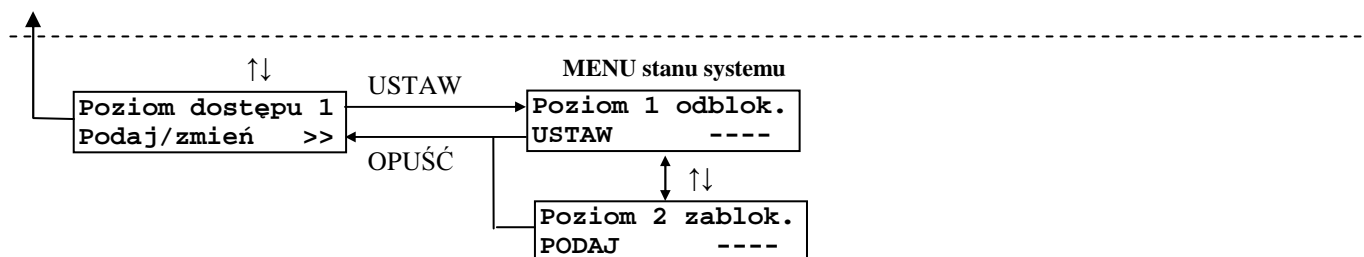 ↑↓
MENU stanu systemu
USTAW
Poziom dostępu 1
Podaj/zmień >>
Poziom 1 odblok.
USTAW ----
OPUŚĆ
↑↓
Poziom 2 zablok.
PODAJ ----